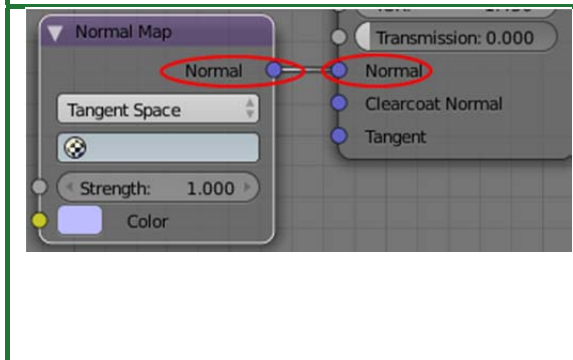 Normal Map
Normal
Tangent Space
Strength: 1.000
Color
Transmission: 0.000
Normal
Clearcoat Normal
Tangent